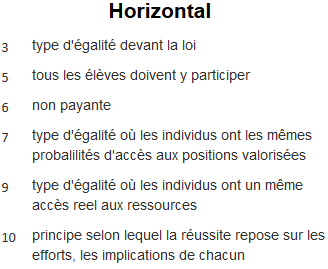 Horizontal
3 type d'égalité devant la loi
5 tous les élèves doivent y participer
6 non payante
7 type d'égalité où les individus ont les mêmes
probalilités d'accès aux positions valorisées
9 type d'égalité où les individus ont un même
accès reel aux ressources
10 principe selon lequel la réussite repose sur les
efforts, les implications de chacun